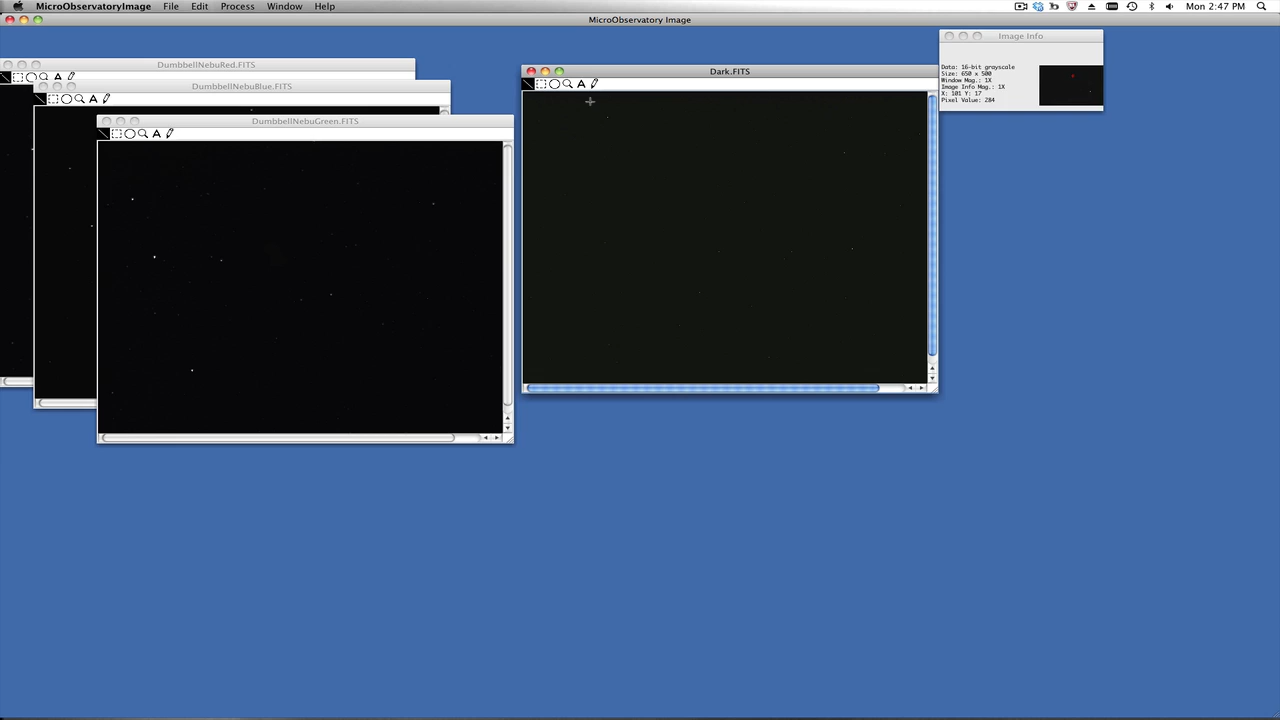 MicroObservatoryImage File Edit Process Window Help Mon 2:47 PM
MicroObservatory Image
DumbbellNebuRed.FITS
DumbbellNebuBlue.FITS
DumbbellNebuGreen.FITS
Dark.FITS
Image Info
Data: 16-bit grayscale
Size: 650 x 500
Window Mag.: 1X
Image Info Mag.: 1X
X: 101 Y: 17
Pixel Value: 284